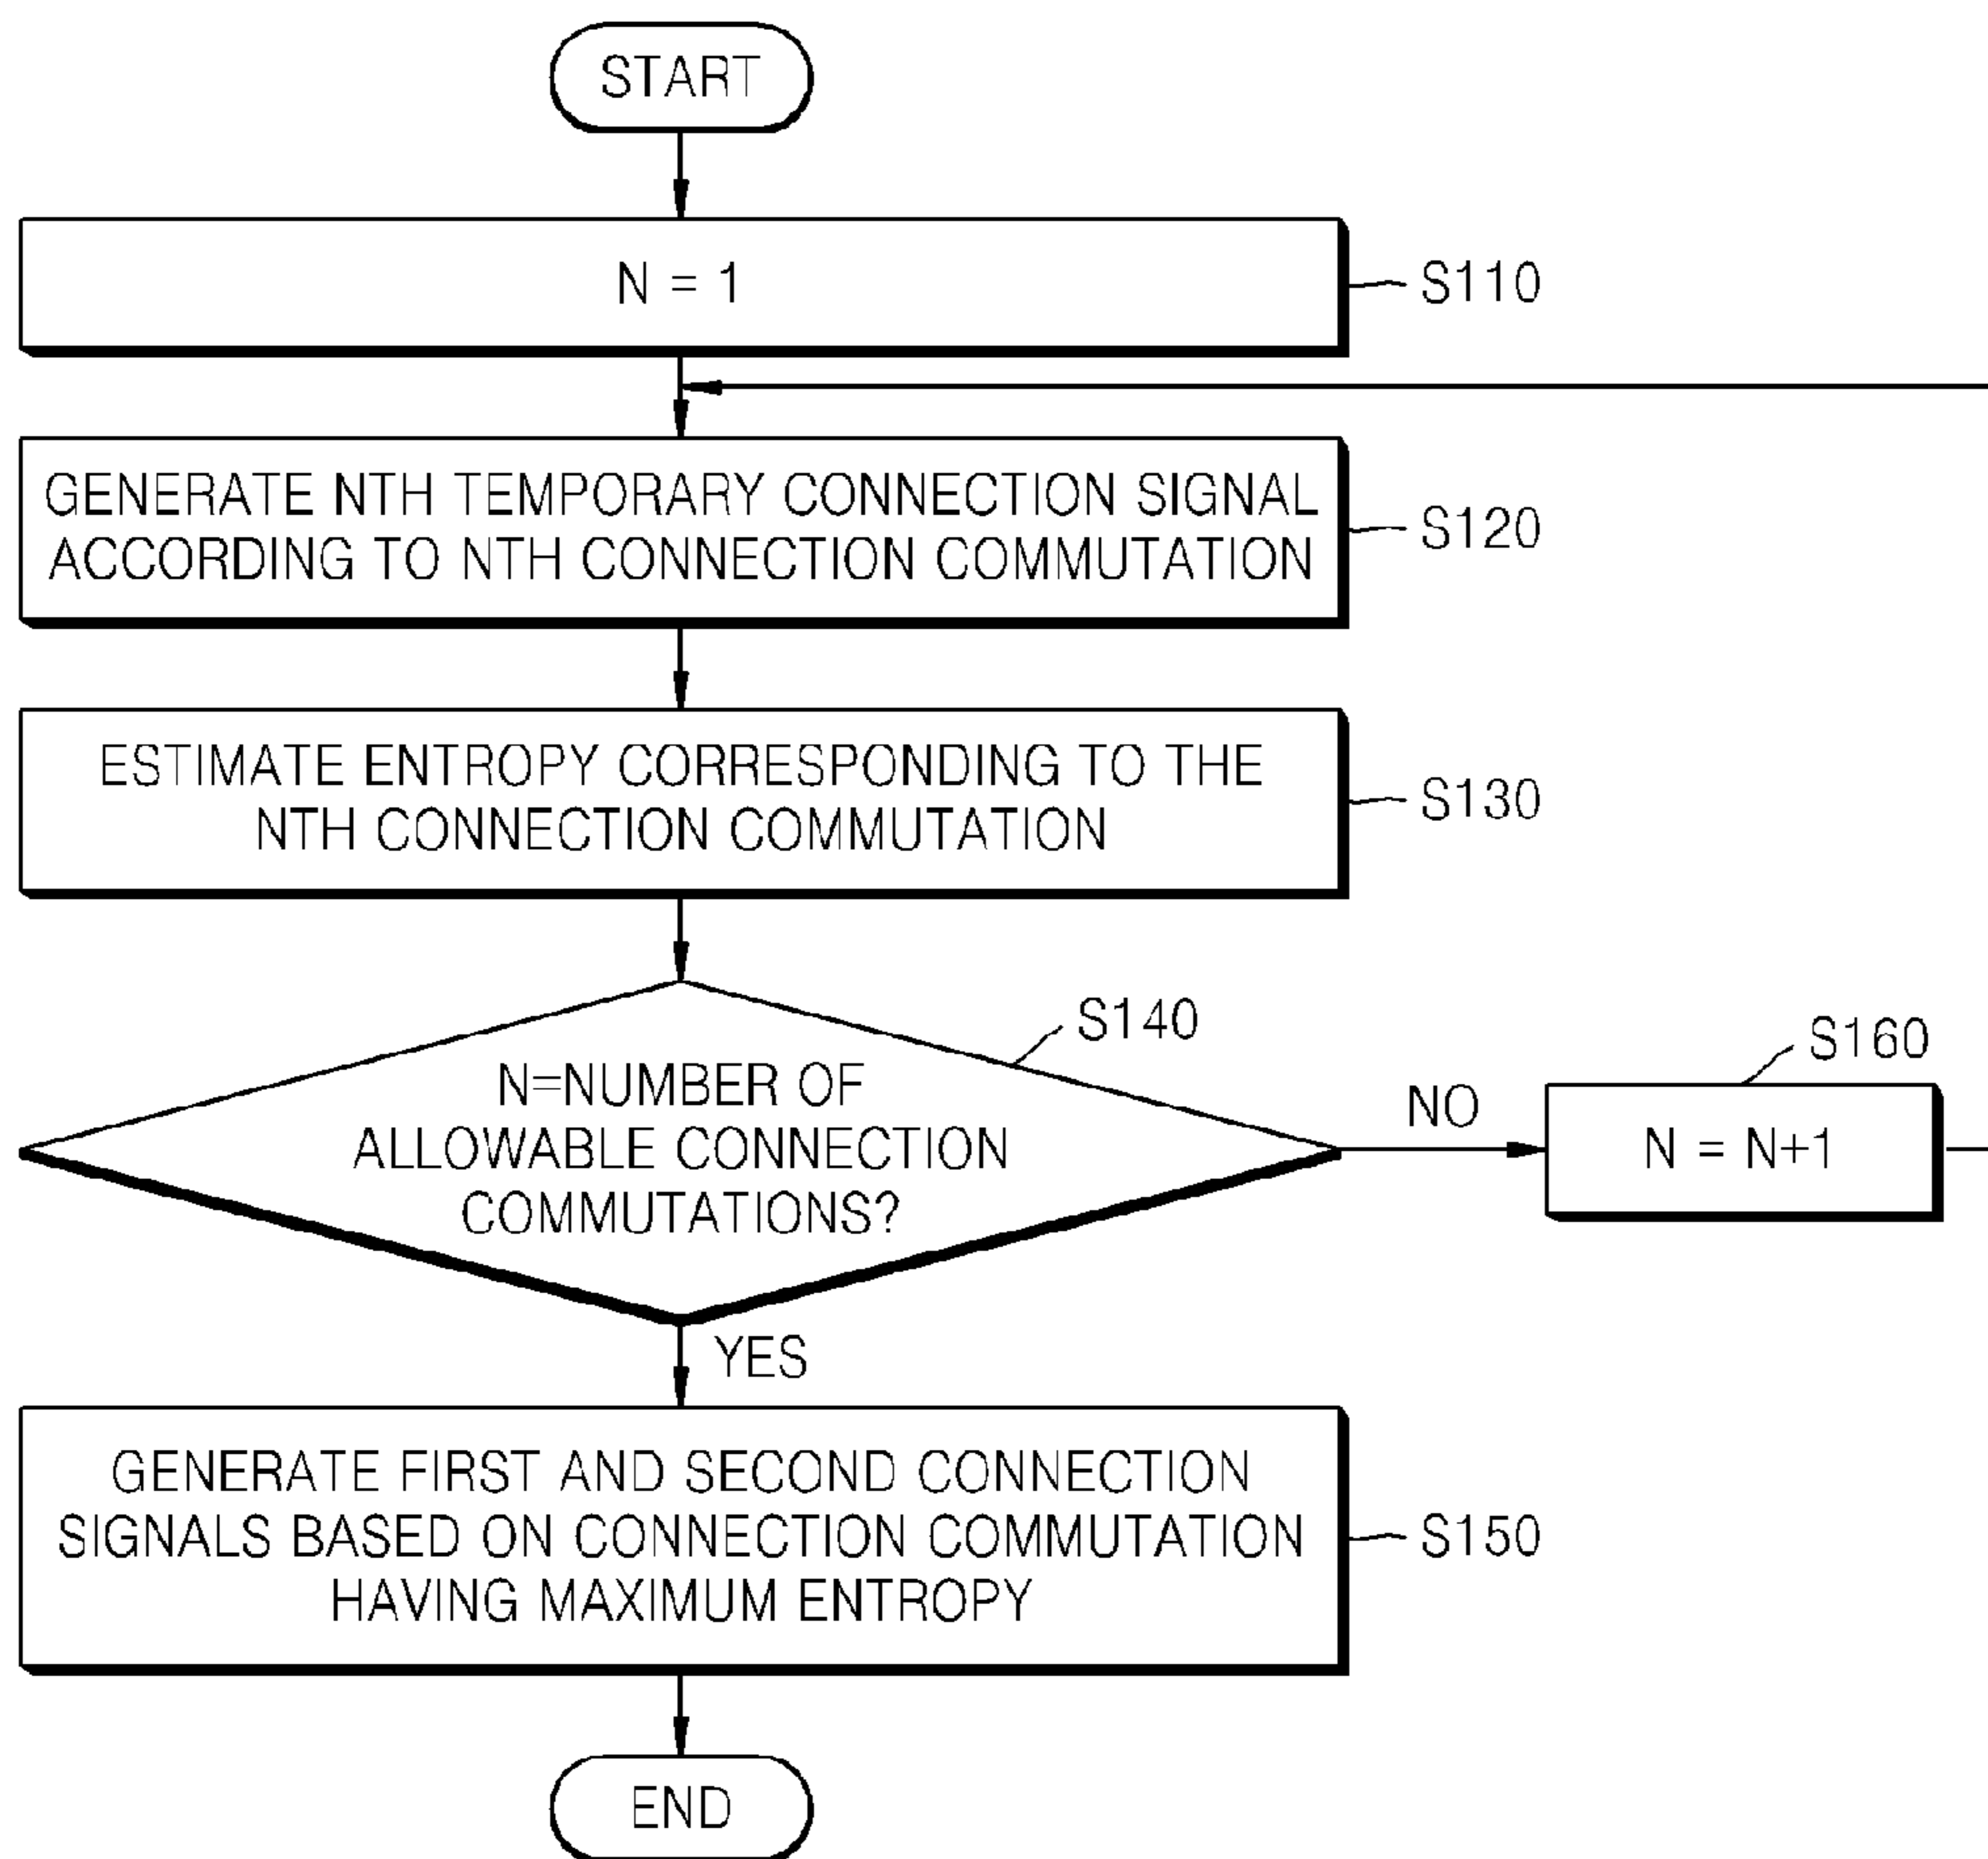 START
N = 1
S110
GENERATE NTH TEMPORARY CONNECTION SIGNAL
ACCORDING TO NTH CONNECTION COMMUTATION
S120
ESTIMATE ENTROPY CORRESPONDING TO THE
NTH CONNECTION COMMUTATION
S130
S140
N=NUMBER OF
ALLOWABLE CONNECTION
COMMUTATIONS?
NO
S160
N = N+1
YES
GENERATE FIRST AND SECOND CONNECTION
SIGNALS BASED ON CONNECTION COMMUTATION
HAVING MAXIMUM ENTROPY
S150
END